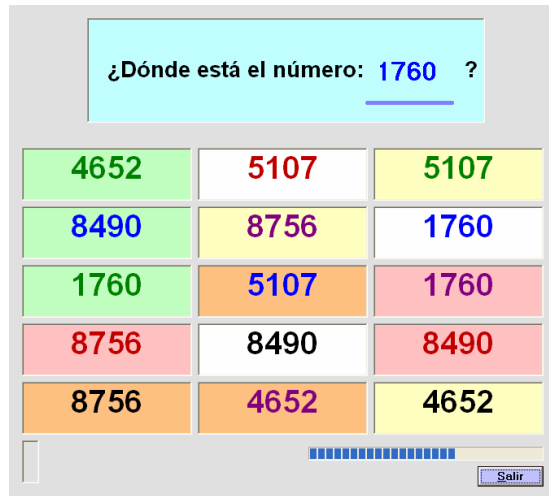 ¿Dónde está el número: 1760 ?
4652 5107 5107
8490 8756 1760
1760 5107 1760
8756 8490 8490
8756 4652 4652
Salir